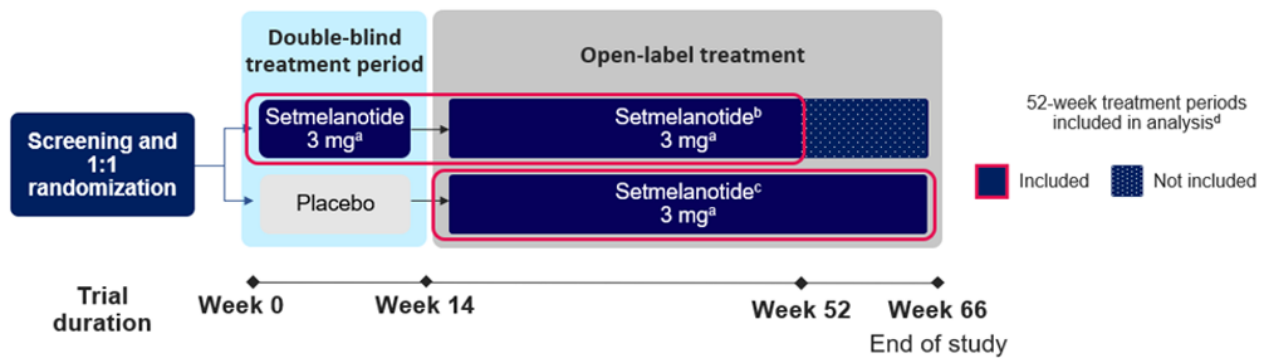 Double-blind
treatment period
Open-label treatment
Screening and
1:1
randomization
Setmelanotide
3 mgᵃ
Setmelanotideᵇ
3 mgᵃ
Placebo
Setmelanotideᶜ
3 mgᵃ
52-week treatment periods
included in analysisᵈ
Included
Not included
Trial
duration
Week 0
Week 14
Week 52
Week 66
End of study